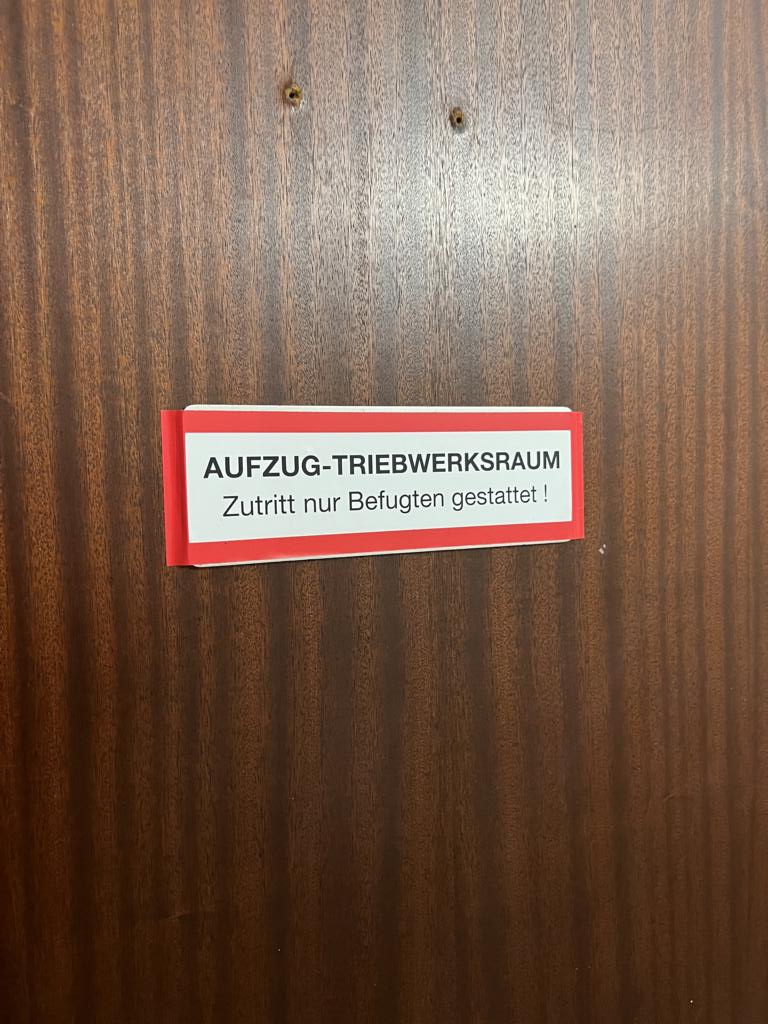 AUFZUG-TRIEBWERKSRAUM
Zutritt nur Befugten gestattet !